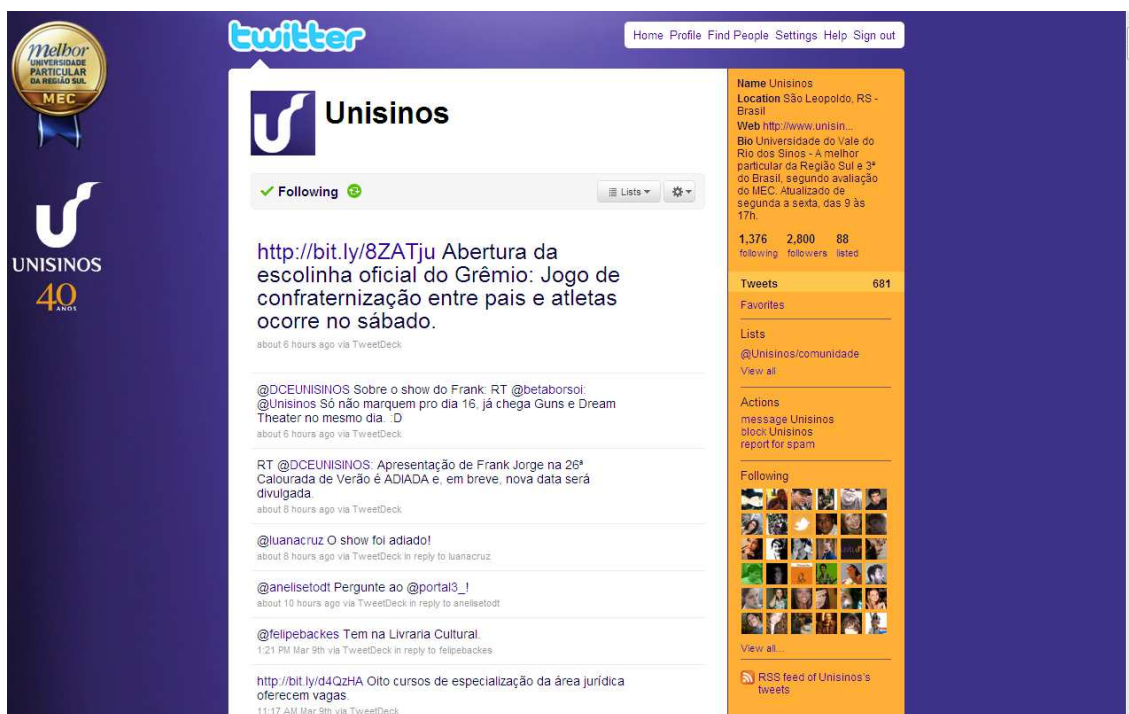 Melhor
UNIVERSIDADE
PARTICULAR
DA REGIÃO SUL
MEC
UNISINOS
40
ANOS
twitter
Home Profile Find People Settings Help Sign out
Unisinos
Following
Lists
http://bit.ly/8ZATju Abertura da
escolinha oficial do Grêmio: Jogo de
confraternização entre pais e atletas
ocorre no sábado.
about 6 hours ago via TweetDeck
@DCEUNISINOS Sobre o show do Frank: RT @betaborsoi:
@Unisinos Só não marquem pro dia 16, já chega Guns e Dream
Theater no mesmo dia. :D
about 6 hours ago via TweetDeck
RT @DCEUNISINOS: Apresentação de Frank Jorge na 26ª
Calourada de Verão é ADIADA e, em breve, nova data será
divulgada.
about 8 hours ago via TweetDeck
@luanacruz O show foi adiado!
about 8 hours ago via TweetDeck in reply to luanacruz
@anelisetodt Pergunte ao @portal3_!
about 10 hours ago via TweetDeck in reply to anelisetodt
@felipebackes Tem na Livraria Cultural.
1:21 PM Mar 9th via TweetDeck in reply to felipebackes
http://bit.ly/d4QzHA Oito cursos de especialização da área jurídica
oferecem vagas.
11:17 AM Mar 9th via TweetDeck
Name Unisinos
Location São Leopoldo, RS -
Brasil
Web http://www.unisin...
Bio Universidade do Vale do
Rio dos Sinos - A melhor
particular da Região Sul e 3ª
do Brasil, segundo avaliação
do MEC. Atualizado de
segunda a sexta, das 9 às
17h.
1,376 2,800 88
following followers listed
Tweets 681
Favorites
Lists
@Unisinos/comunidade
View all
Actions
message Unisinos
block Unisinos
report for spam
Following
View all...
RSS feed of Unisinos's
tweets